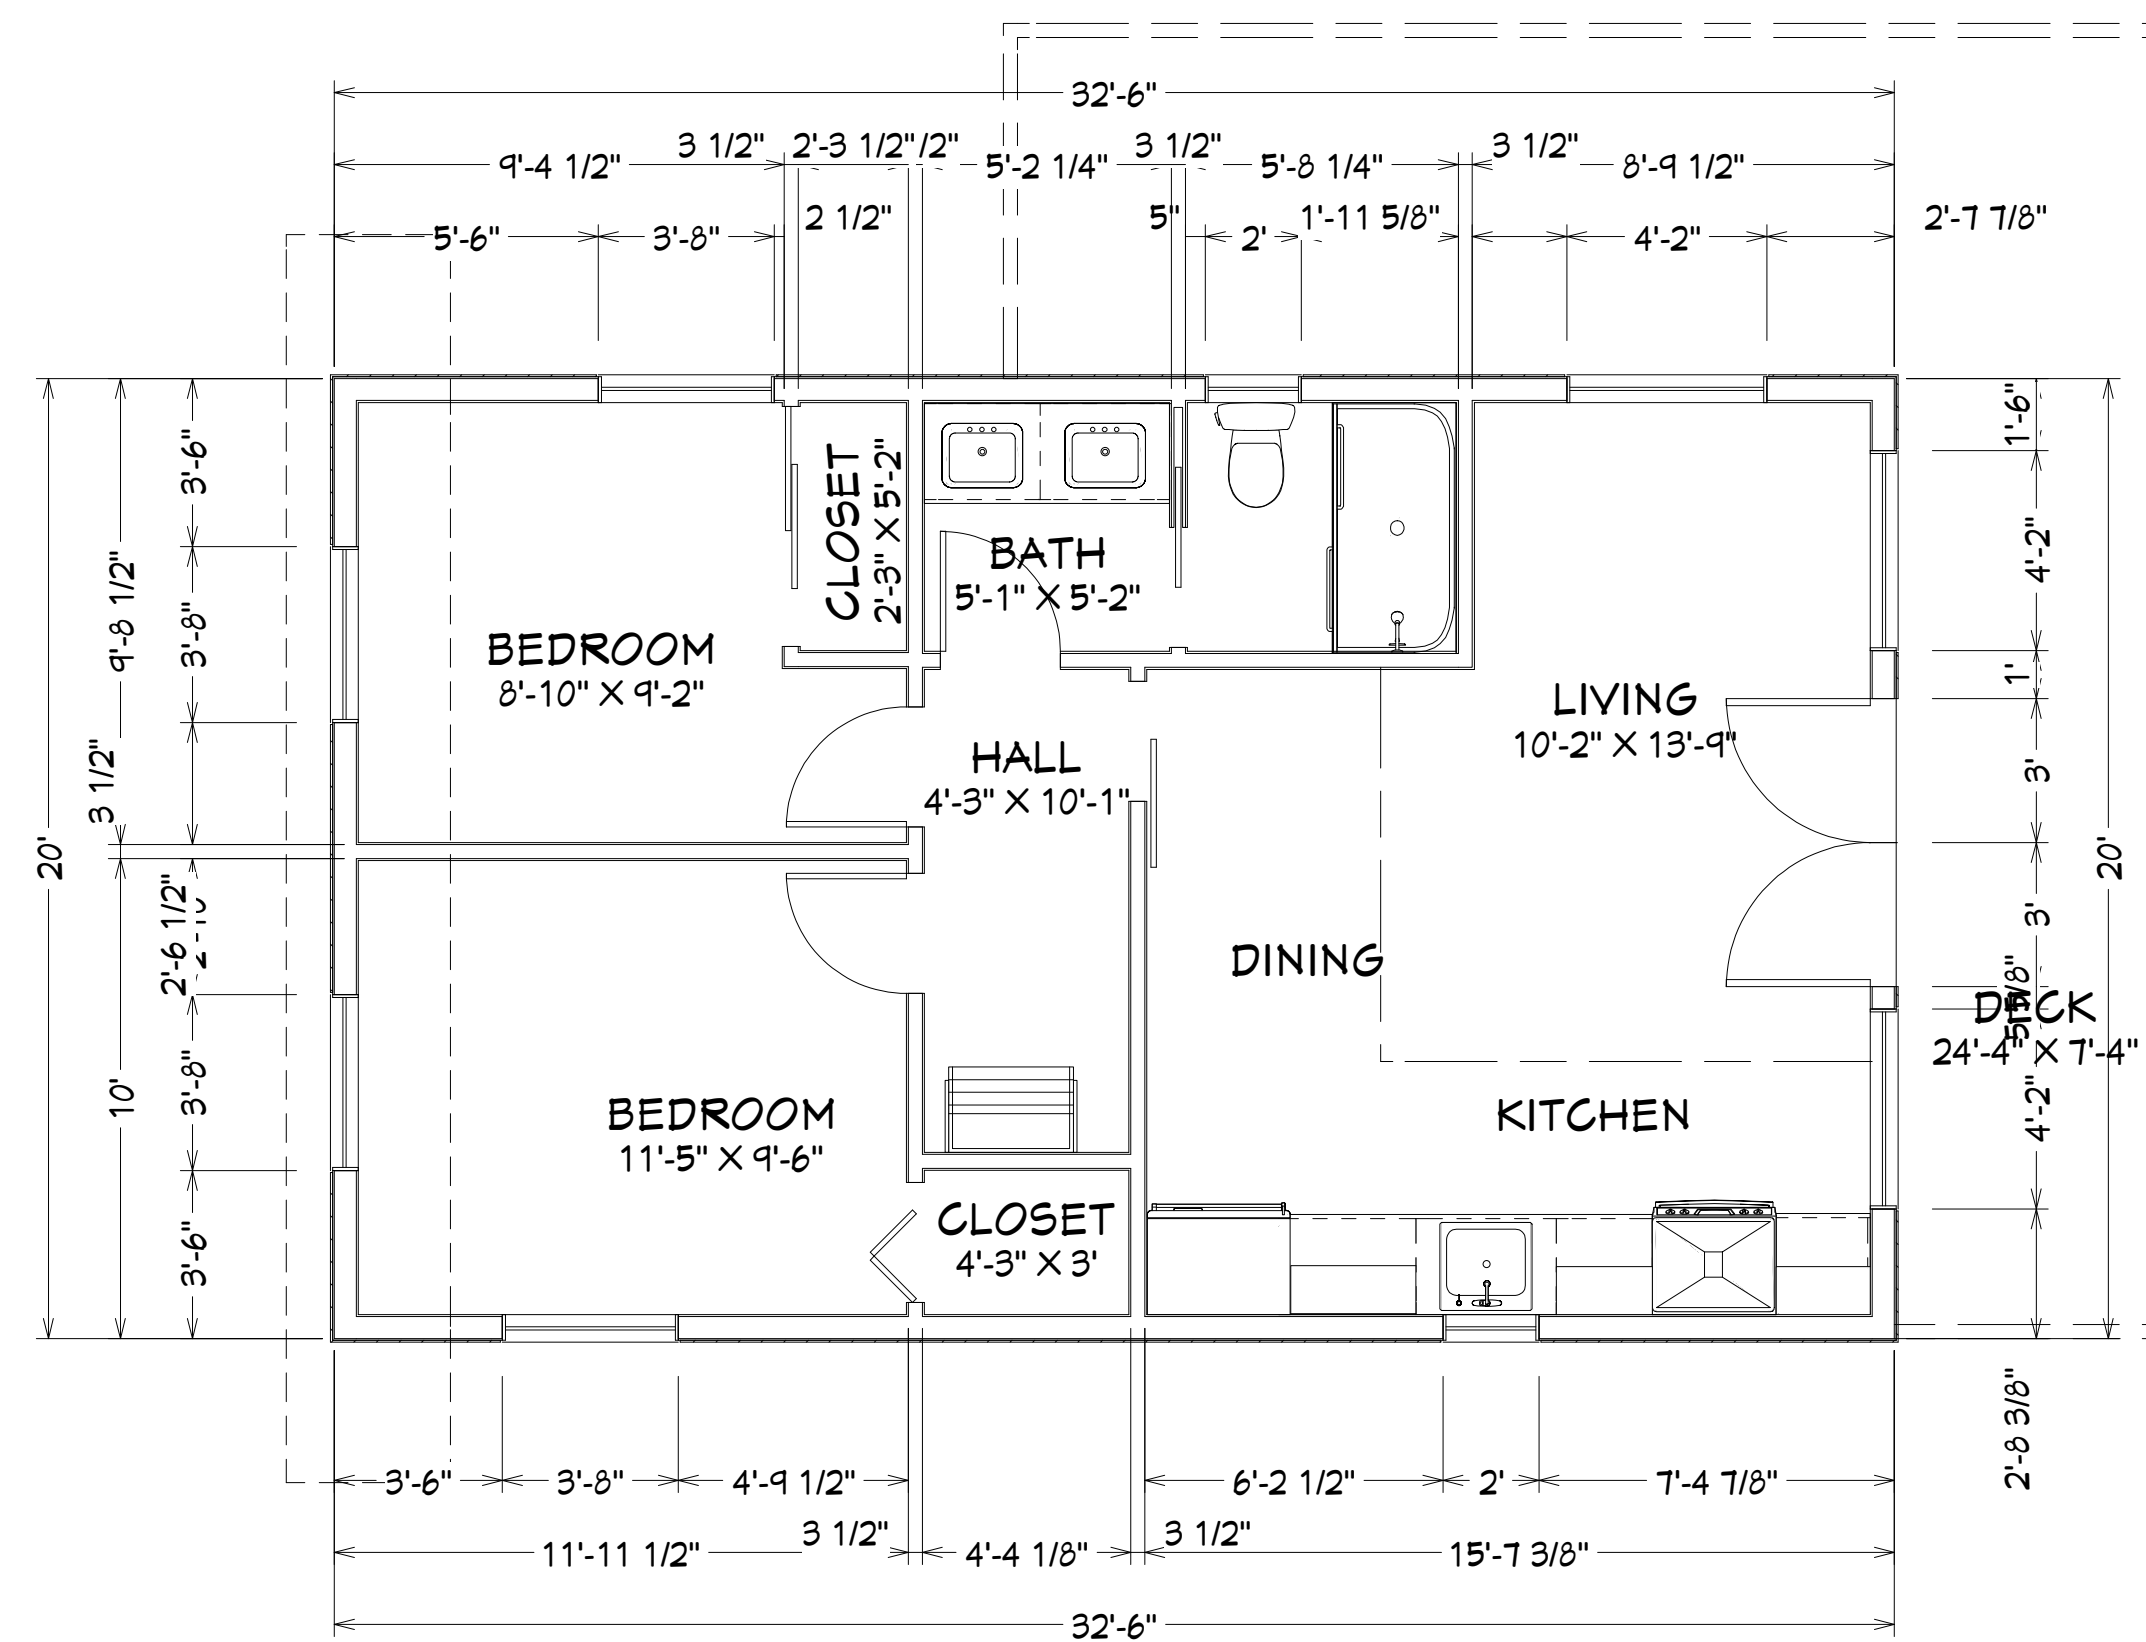 32'-6"
3 1/2" 2'-3 1/2" /2" 3 1/2" 3 1/2"
9'-4 1/2" 5'-2 1/4" 5'-8 1/4" 8'-9 1/2"
2 1/2" 5" 1'-11 5/8" 2'-7 7/8"
5'-6" 3'-8" 2' 4'-2"
20'
9'-8 1/2"
3 1/2"
10'
3'-6"
3'-8"
2'-6 1/2"
3'-8"
3'-6"
CLOSET
2'-3" X 5'-2"
BATH
5'-1" X 5'-2"
BEDROOM
8'-10" X 9'-2"
LIVING
10'-2" X 13'-9"
HALL
4'-3" X 10'-1"
DINING
BEDROOM
11'-5" X 9'-6"
KITCHEN
CLOSET
4'-3" X 3'
1'-6"
4'-2"
1'
3'
3'
DECK
24'-4" X 7'-4"
4'-2"
2'-8 3/8"
20'
3'-6" 3'-8" 4'-9 1/2" 6'-2 1/2" 2' 7'-4 7/8"
3 1/2" 3 1/2"
11'-11 1/2" 4'-4 1/8" 15'-7 3/8"
32'-6"